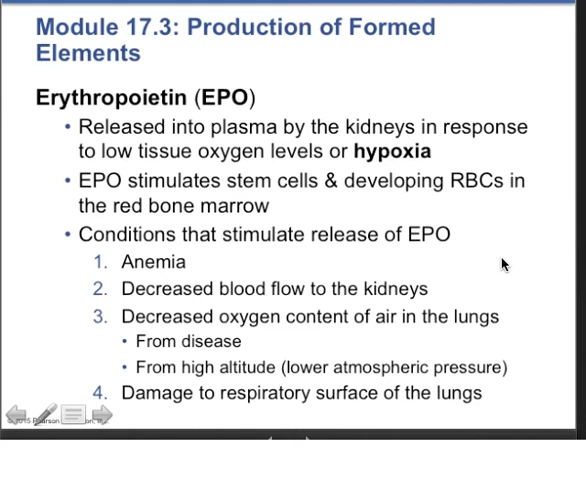 Module 17.3: Production of Formed
Elements
Erythropoietin (EPO)
• Released into plasma by the kidneys in response
to low tissue oxygen levels or hypoxia
• EPO stimulates stem cells & developing RBCs in
the red bone marrow
• Conditions that stimulate release of EPO
1. Anemia
2. Decreased blood flow to the kidneys
3. Decreased oxygen content of air in the lungs
• From disease
• From high altitude (lower atmospheric pressure)
4. Damage to respiratory surface of the lungs